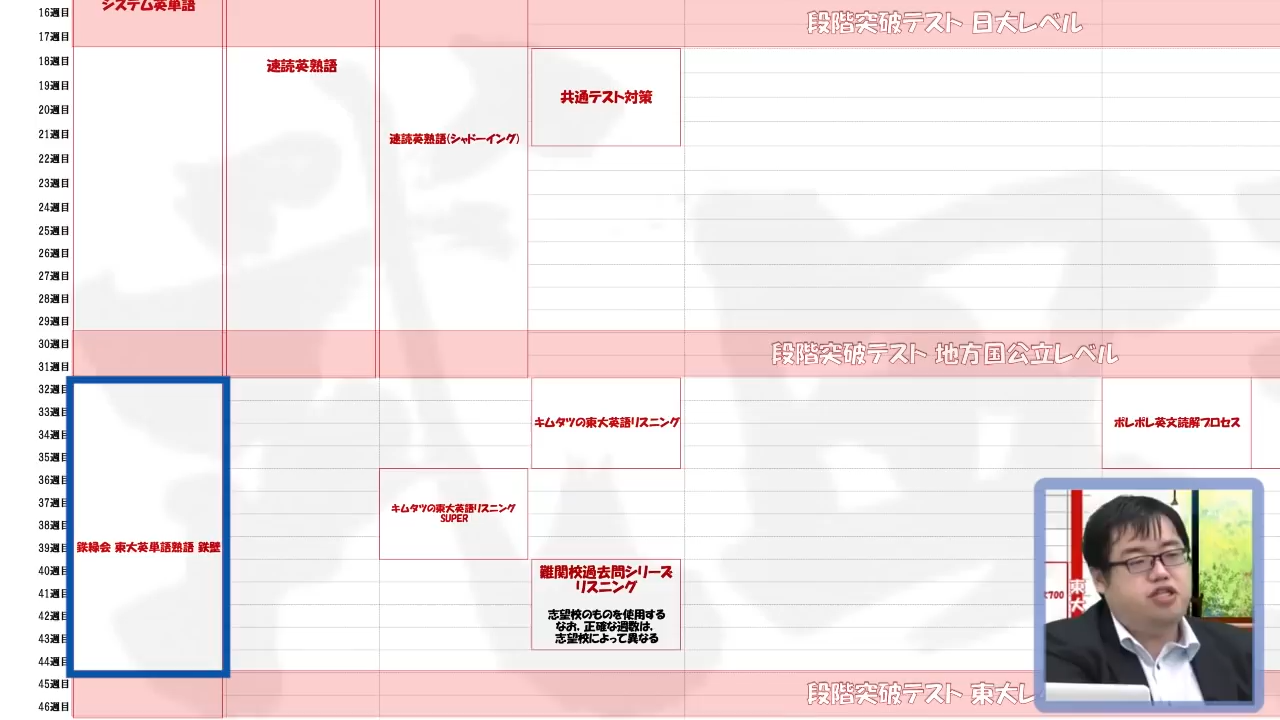 システム英単語
16週目
17週目
18週目
19週目
20週目
21週目
22週目
23週目
24週目
25週目
26週目
27週目
28週目
29週目
30週目
31週目
32週目
33週目
34週目
35週目
36週目
37週目
38週目
39週目
40週目
41週目
42週目
43週目
44週目
45週目
46週目
段階突破テスト 日大レベル
速読英熟語
速読英熟語(シャドーイング)
共通テスト対策
段階突破テスト 地方国公立レベル
キムタツの東大英語リスニング
ポレポレ英文読解プロセス
キムタツの東大英語リスニング
SUPER
鉄緑会 東大英単語熟語 鉄壁
難関校過去問シリーズ
リスニング
志望校のものを使用する
なお、正確な週数は、
志望校によって異なる
段階突破テスト 東大レ
東大